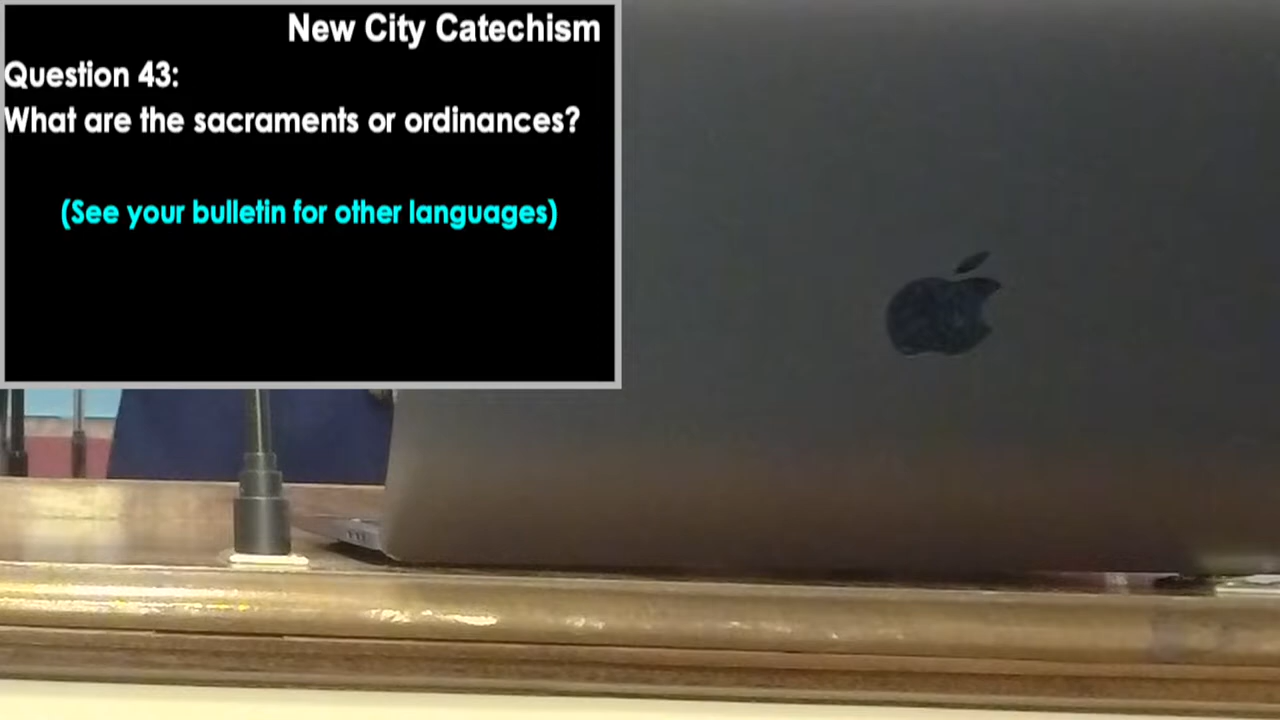 New City Catechism
Question 43:
What are the sacraments or ordinances?
(See your bulletin for other languages)